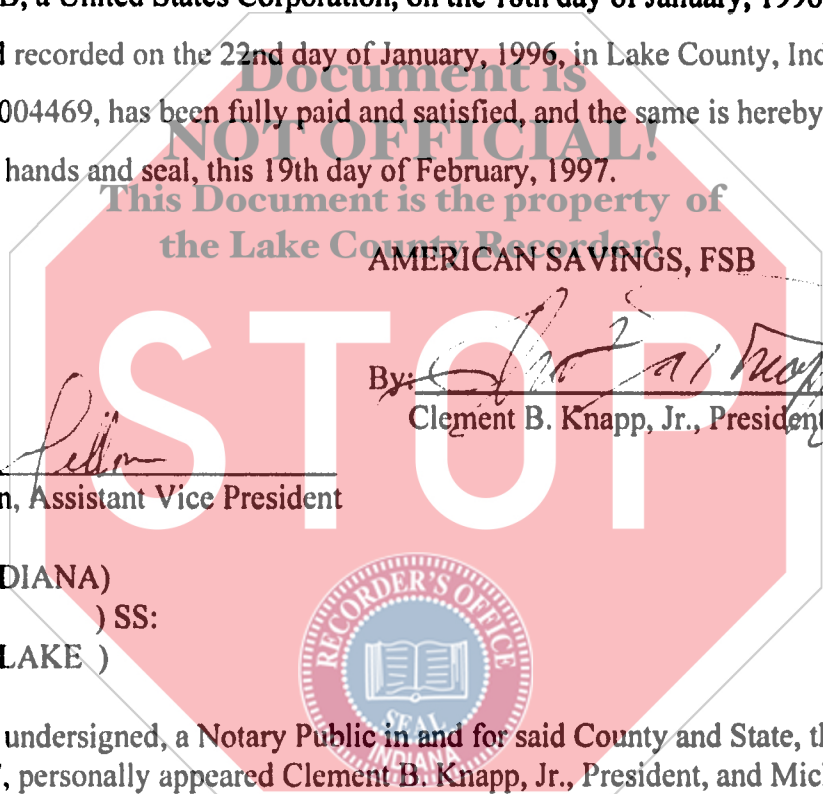 B, a United States Corporation, on the 18th day of January, 1996
recorded on the 22nd day of January, 1996, in Lake County, Ind
Document is
004469, has been fully paid and satisfied, and the same is hereby
NOT OFFICIAL!
hands and seal, this 19th day of February, 1997.
This Document is the property of
the Lake County Recorder!
AMERICAN SAVINGS, FSB
STOP
By:
Clement B. Knapp, Jr., President
n, Assistant Vice President
DIANA)
) SS:
LAKE )
RECORDER'S OFFICE
SEAL
INDIANA
undersigned, a Notary Public in and for said County and State, th
, personally appeared Clement B. Knapp, Jr., President, and Mich